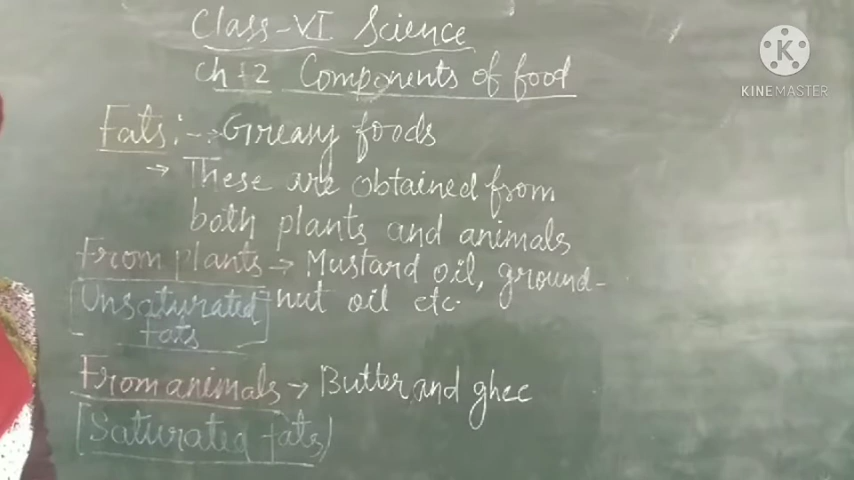 Class-VI Science
Ch-2 Components of food
Fats:- → Greasy foods
→ These are obtained from
both plants and animals
From plants → Mustard oil, ground-
[Unsaturated nut oil etc.
fats]
From animals → Butter and ghee
[Saturated fats]
K
KINEMASTER